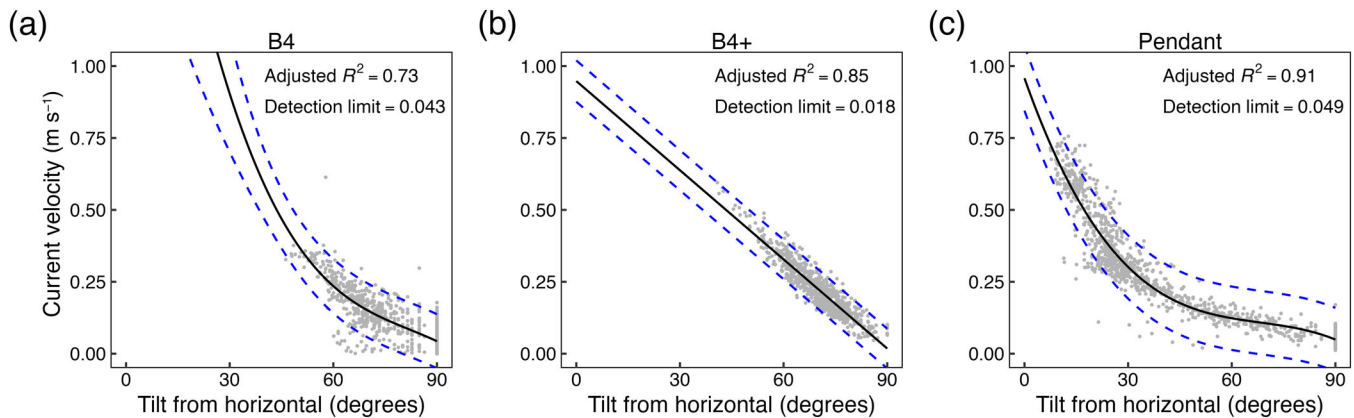 (a)
B4
Adjusted R² = 0.73
Detection limit = 0.043
Current velocity (m s⁻¹)
1.00
0.75
0.50
0.25
0.00
0
30
60
90
Tilt from horizontal (degrees)
(b)
B4+
Adjusted R² = 0.85
Detection limit = 0.018
1.00
0.75
0.50
0.25
0.00
0
30
60
90
Tilt from horizontal (degrees)
(c)
Pendant
Adjusted R² = 0.91
Detection limit = 0.049
1.00
0.75
0.50
0.25
0.00
0
30
60
90
Tilt from horizontal (degrees)